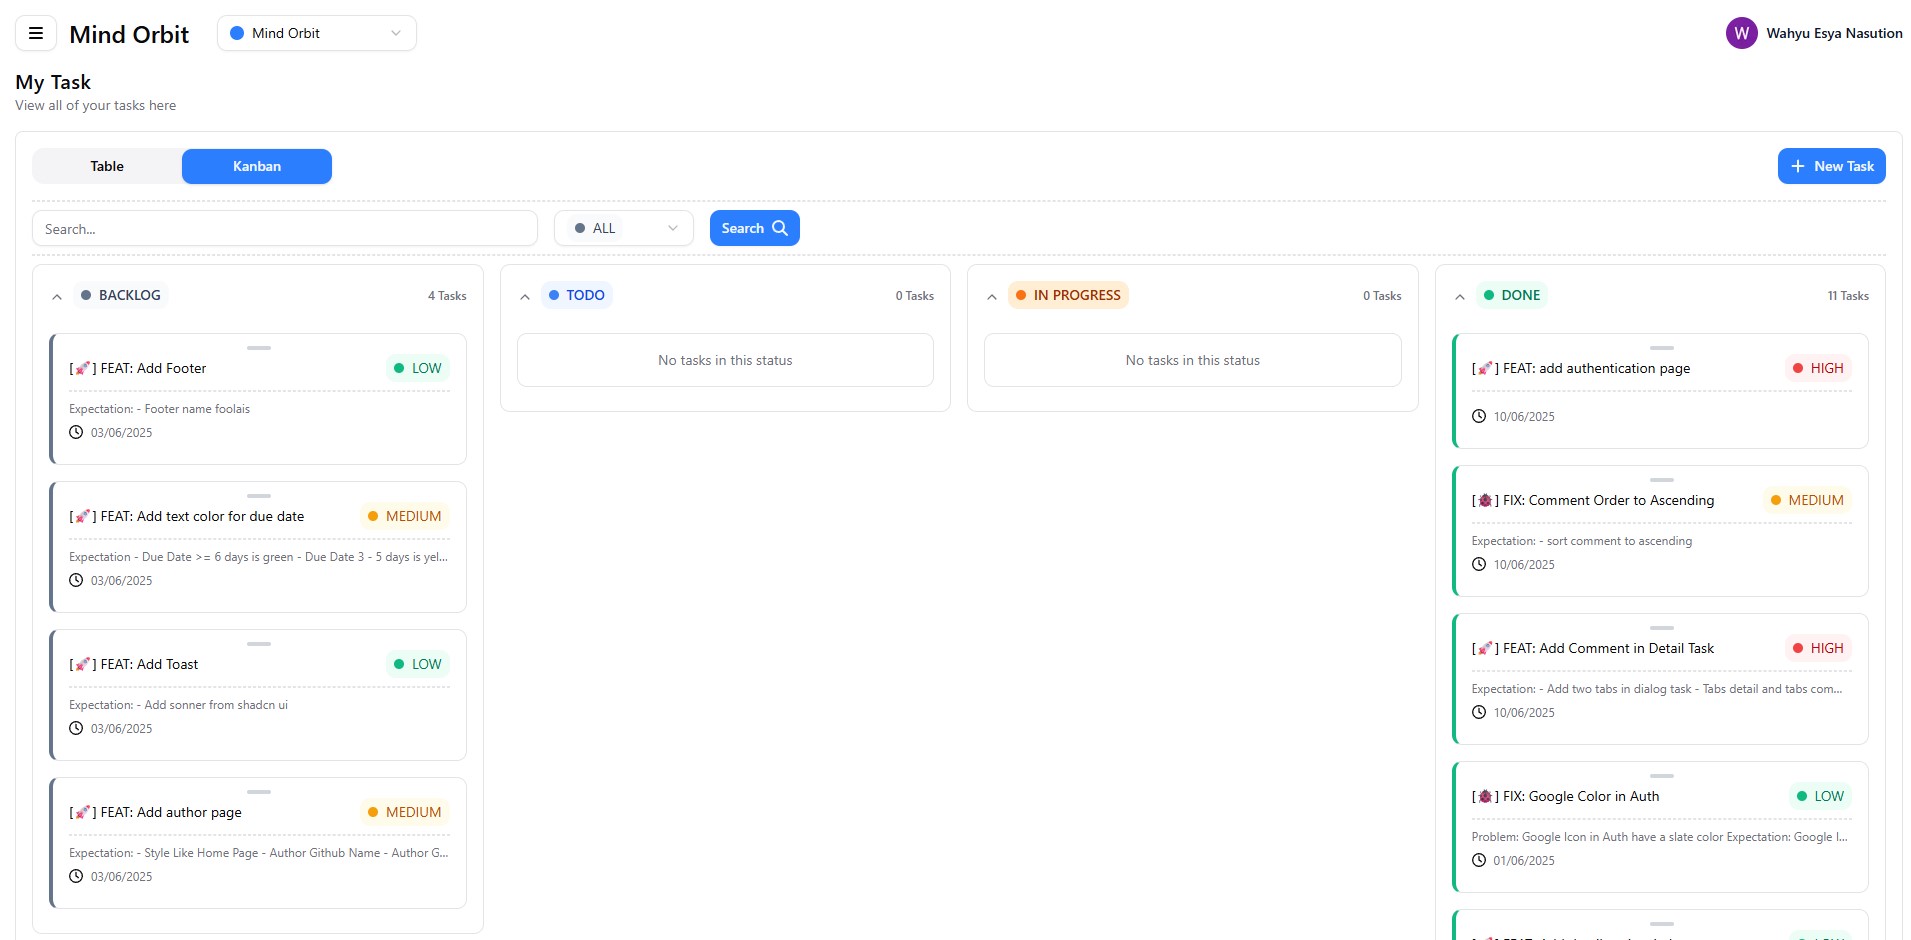 Mind Orbit
Mind Orbit
W
Wahyu Esya Nasution
My Task
View all of your tasks here
Table
Kanban
New Task
Search...
ALL
Search
BACKLOG
4 Tasks
[🚀] FEAT: Add Footer
LOW
Expectation: - Footer name foolais
03/06/2025
[🚀] FEAT: Add text color for due date
MEDIUM
Expectation - Due Date >= 6 days is green - Due Date 3 - 5 days is yel...
03/06/2025
[🚀] FEAT: Add Toast
LOW
Expectation: - Add sonner from shadcn ui
03/06/2025
[🚀] FEAT: Add author page
MEDIUM
Expectation: - Style Like Home Page - Author Github Name - Author G...
03/06/2025
TODO
0 Tasks
No tasks in this status
IN PROGRESS
0 Tasks
No tasks in this status
DONE
11 Tasks
[🚀] FEAT: add authentication page
HIGH
10/06/2025
[🐞] FIX: Comment Order to Ascending
MEDIUM
Expectation: - sort comment to ascending
10/06/2025
[🚀] FEAT: Add Comment in Detail Task
HIGH
Expectation: - Add two tabs in dialog task - Tabs detail and tabs com...
10/06/2025
[🐞] FIX: Google Color in Auth
LOW
Problem: Google Icon in Auth have a slate color Expectation: Google I...
01/06/2025